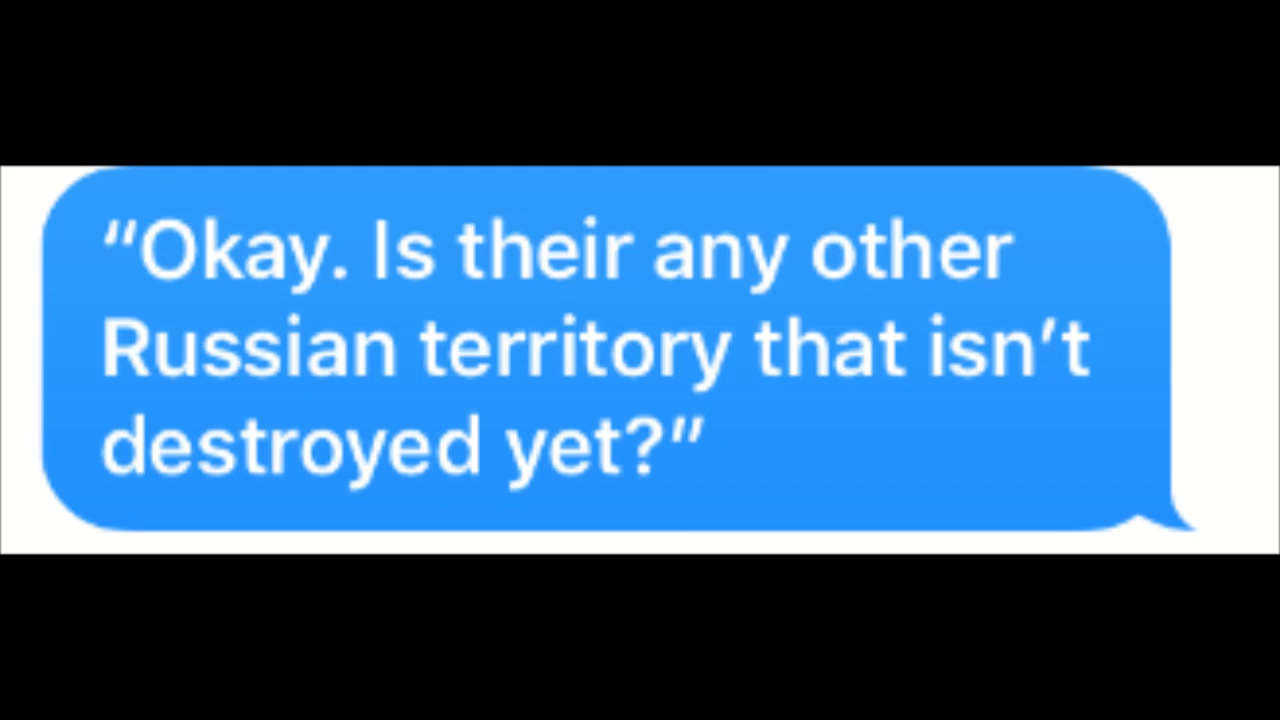 “Okay. Is their any other
Russian territory that isn’t
destroyed yet?”